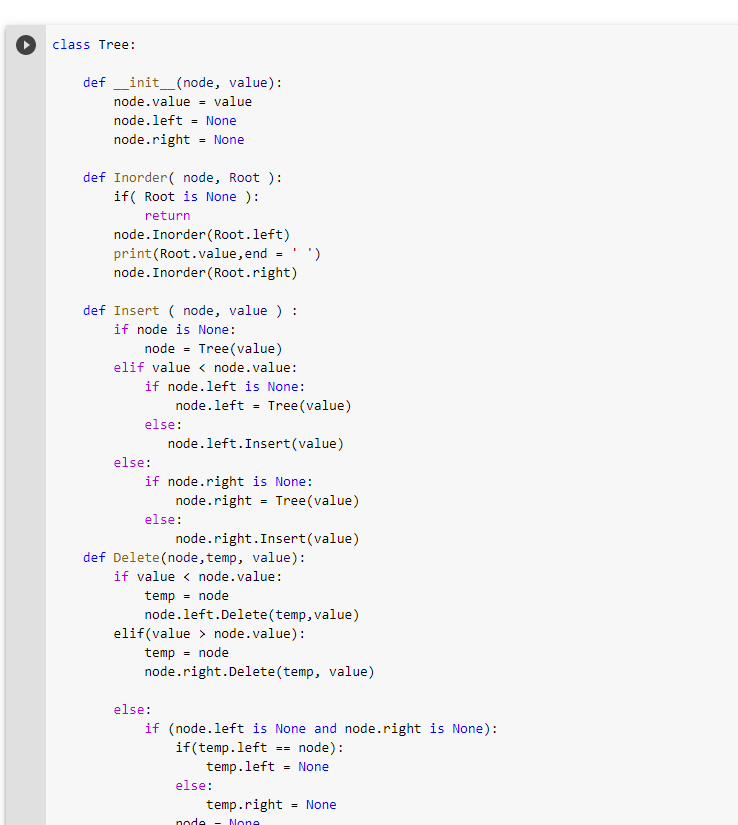 class Tree:
def __init__(node, value):
node.value = value
node.left = None
node.right = None
def Inorder( node, Root ):
if( Root is None ):
return
node.Inorder(Root.left)
print(Root.value,end = ' ')
node.Inorder(Root.right)
def Insert ( node, value ) :
if node is None:
node = Tree(value)
elif value < node.value:
if node.left is None:
node.left = Tree(value)
else:
node.left.Insert(value)
else:
if node.right is None:
node.right = Tree(value)
else:
node.right.Insert(value)
def Delete(node,temp, value):
if value < node.value:
temp = node
node.left.Delete(temp,value)
elif(value > node.value):
temp = node
node.right.Delete(temp, value)
else:
if (node.left is None and node.right is None):
if(temp.left == node):
temp.left = None
else:
temp.right = None
node = None